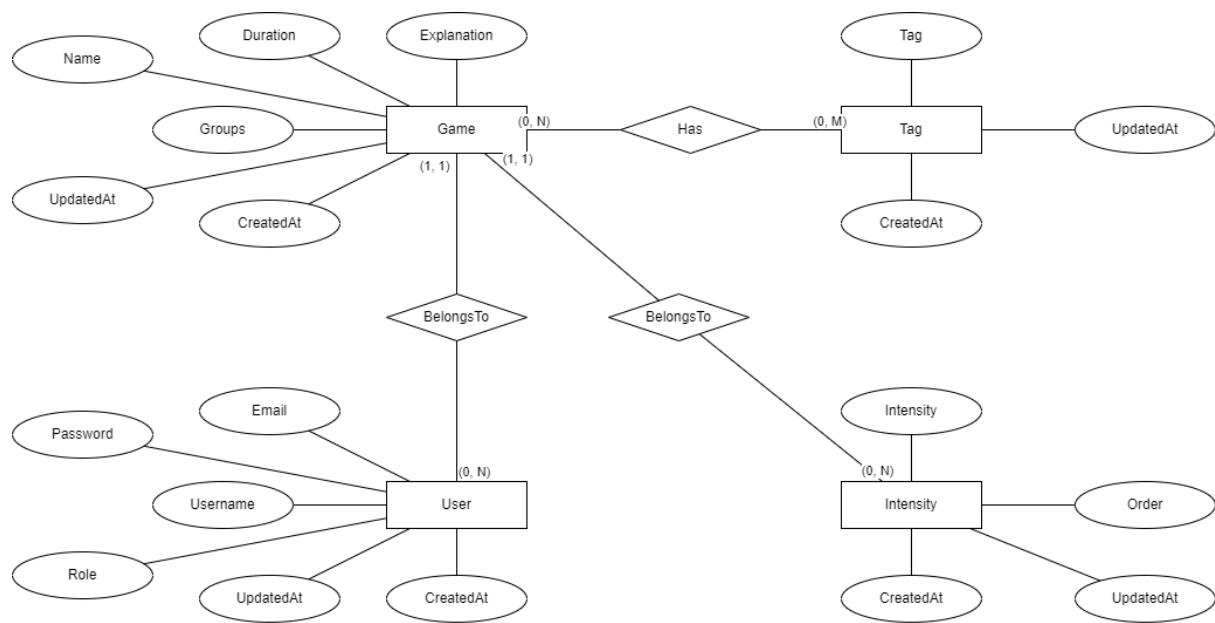 Duration
Explanation
Tag
Name
Groups
Game
(0, N)
Has
(0, M)
Tag
UpdatedAt
(1, 1)
(1, 1)
UpdatedAt
CreatedAt
CreatedAt
BelongsTo
BelongsTo
Email
Intensity
Password
(0, N)
(0, N)
Username
User
Intensity
Order
Role
UpdatedAt
CreatedAt
CreatedAt
UpdatedAt